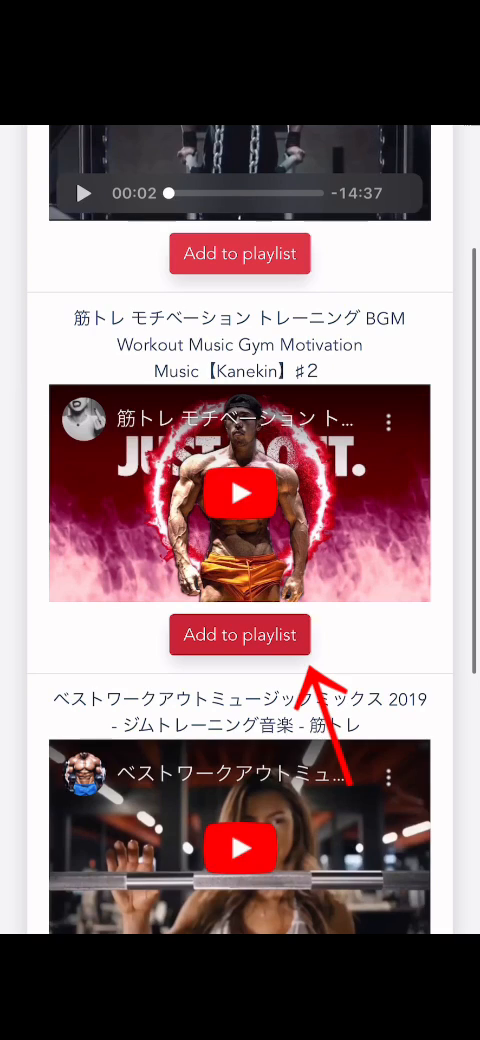 00:02
-14:37
Add to playlist
筋トレ モチベーション トレーニング BGM
Workout Music Gym Motivation
Music【Kanekin】♯2
筋トレ モチベーション ト...
Add to playlist
ベストワークアウトミュージックミックス 2019
- ジムトレーニング音楽 - 筋トレ
ベストワークアウトミュ...